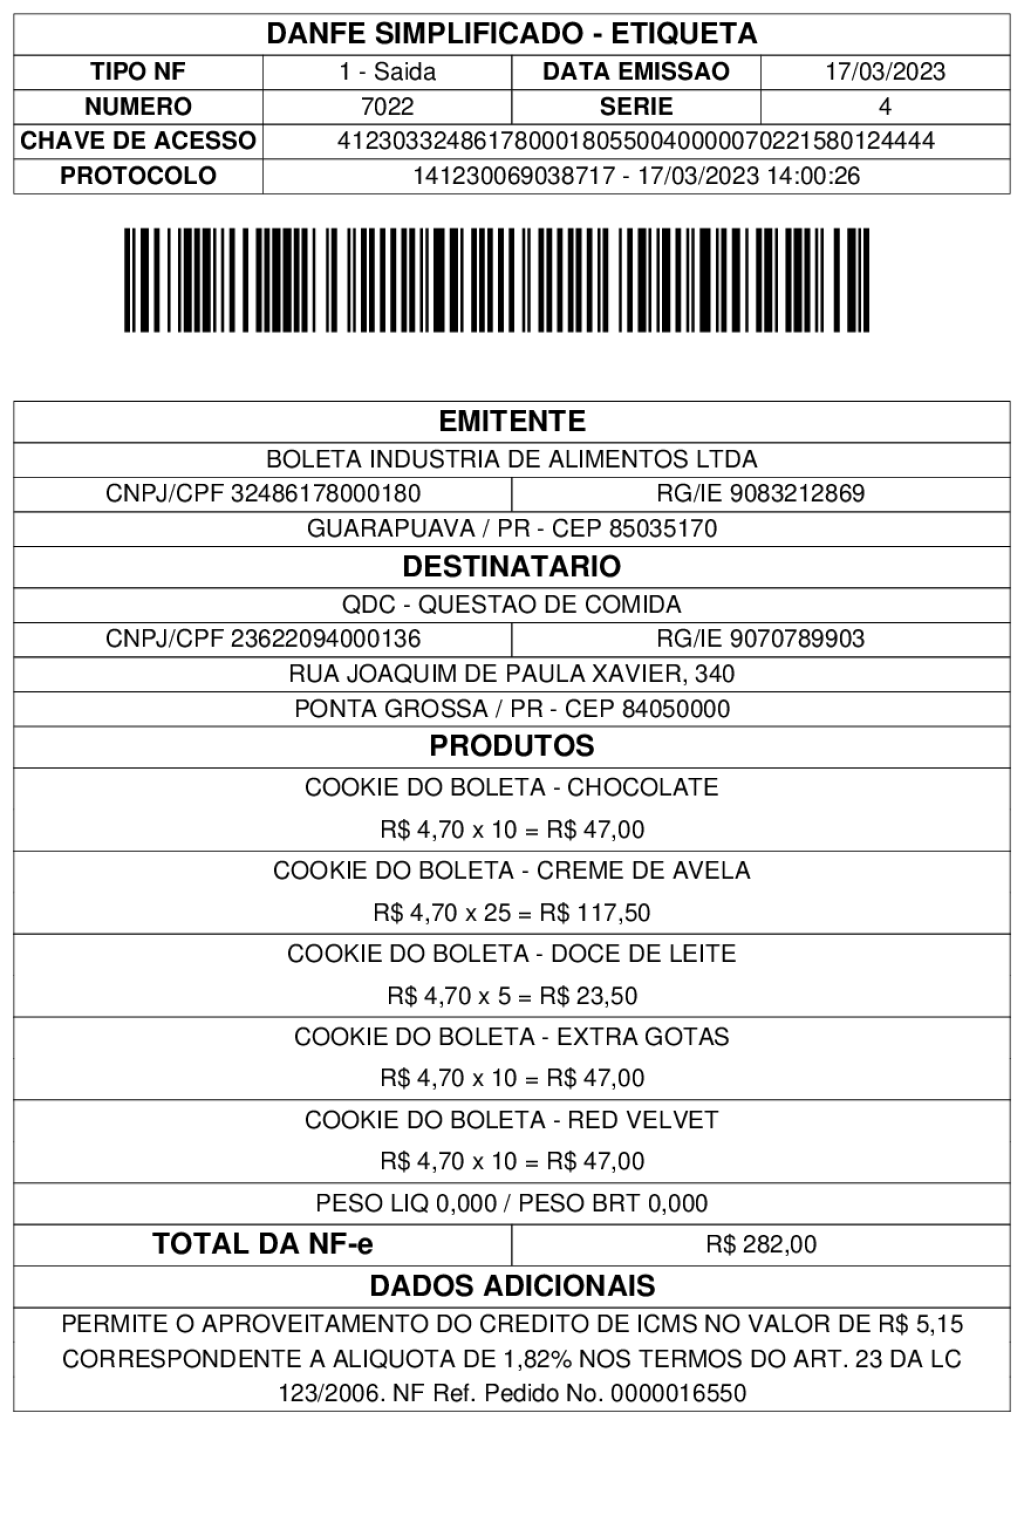 DANFE SIMPLIFICADO - ETIQUETA
TIPO NF 1 - Saida DATA EMISSAO 17/03/2023
NUMERO 7022 SERIE 4
CHAVE DE ACESSO 41230332486178000180550040000070221580124444
PROTOCOLO 141230069038717 - 17/03/2023 14:00:26
EMITENTE
BOLETA INDUSTRIA DE ALIMENTOS LTDA
CNPJ/CPF 32486178000180 RG/IE 9083212869
GUARAPUAVA / PR - CEP 85035170
DESTINATARIO
QDC - QUESTAO DE COMIDA
CNPJ/CPF 23622094000136 RG/IE 9070789903
RUA JOAQUIM DE PAULA XAVIER, 340
PONTA GROSSA / PR - CEP 84050000
PRODUTOS
COOKIE DO BOLETA - CHOCOLATE
R$ 4,70 x 10 = R$ 47,00
COOKIE DO BOLETA - CREME DE AVELA
R$ 4,70 x 25 = R$ 117,50
COOKIE DO BOLETA - DOCE DE LEITE
R$ 4,70 x 5 = R$ 23,50
COOKIE DO BOLETA - EXTRA GOTAS
R$ 4,70 x 10 = R$ 47,00
COOKIE DO BOLETA - RED VELVET
R$ 4,70 x 10 = R$ 47,00
PESO LIQ 0,000 / PESO BRT 0,000
TOTAL DA NF-e R$ 282,00
DADOS ADICIONAIS
PERMITE O APROVEITAMENTO DO CREDITO DE ICMS NO VALOR DE R$ 5,15
CORRESPONDENTE A ALIQUOTA DE 1,82% NOS TERMOS DO ART. 23 DA LC
123/2006. NF Ref. Pedido No. 0000016550